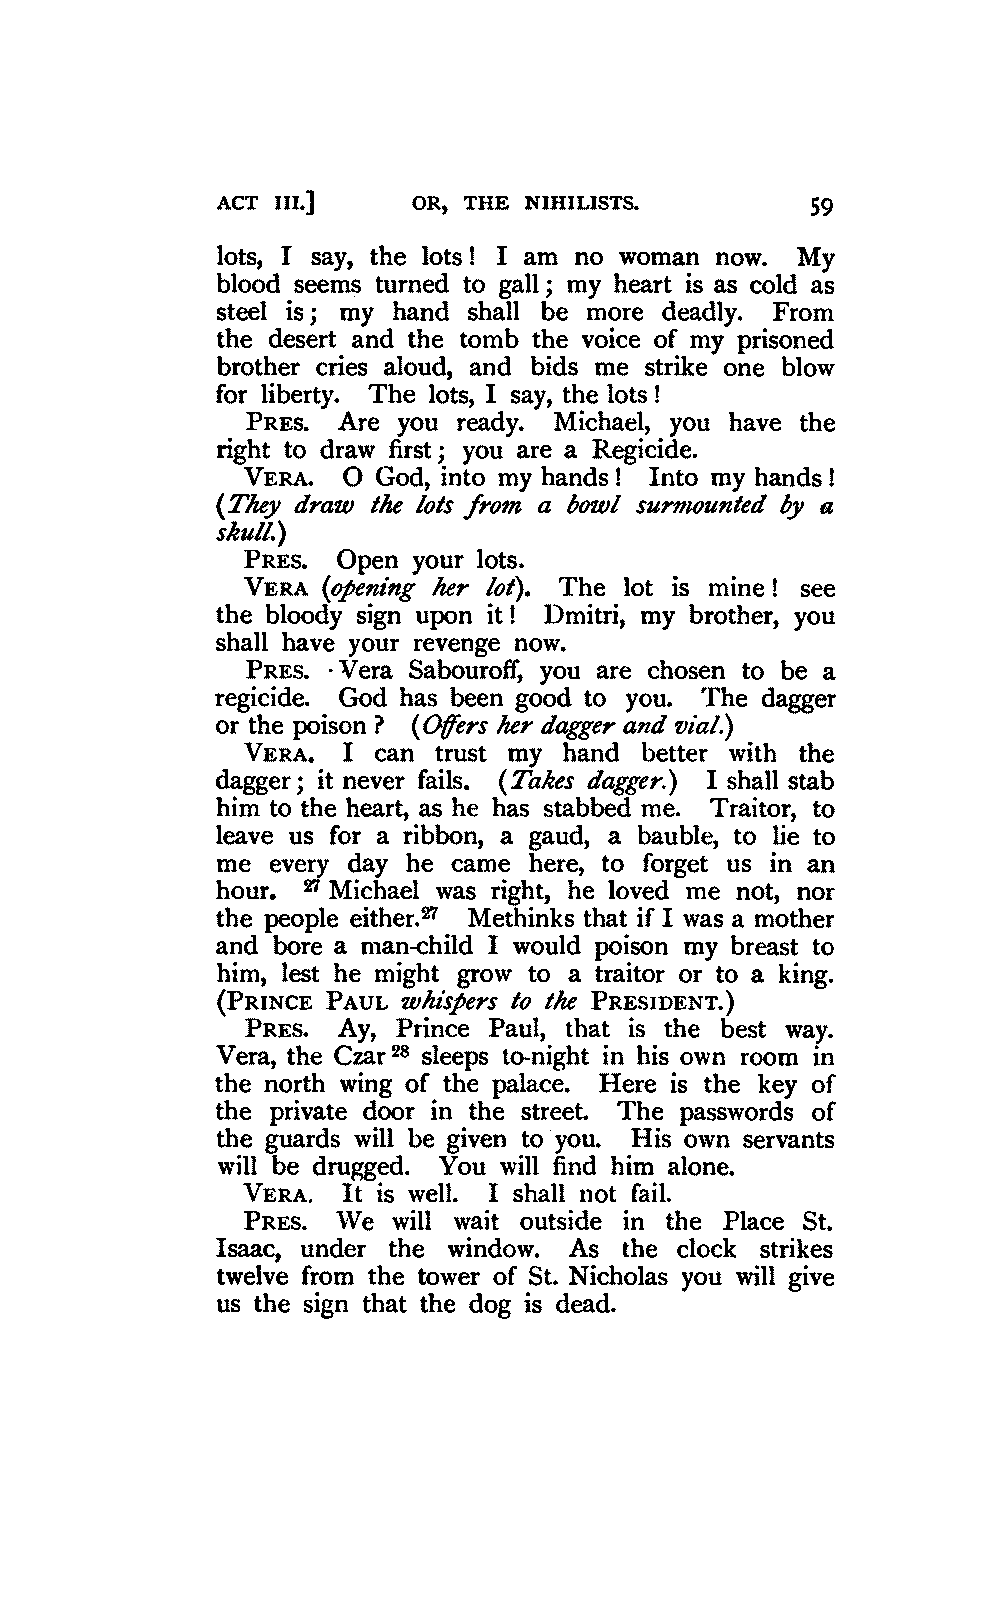 ACT III.] OR, THE NIHILISTS. 59
lots, I say, the lots! I am no woman now. My
blood seems turned to gall; my heart is as cold as
steel is; my hand shall be more deadly. From
the desert and the tomb the voice of my prisoned
brother cries aloud, and bids me strike one blow
for liberty. The lots, I say, the lots!
PRES. Are you ready. Michael, you have the
right to draw first; you are a Regicide.
VERA. O God, into my hands! Into my hands!
(They draw the lots from a bowl surmounted by a
skull.)
PRES. Open your lots.
VERA (opening her lot). The lot is mine! see
the bloody sign upon it! Dmitri, my brother, you
shall have your revenge now.
PRES. Vera Sabouroff, you are chosen to be a
regicide. God has been good to you. The dagger
or the poison? (Offers her dagger and vial.)
VERA. I can trust my hand better with the
dagger; it never fails. (Takes dagger.) I shall stab
him to the heart, as he has stabbed me. Traitor, to
leave us for a ribbon, a gaud, a bauble, to lie to
me every day he came here, to forget us in an
hour. 27 Michael was right, he loved me not, nor
the people either.27 Methinks that if I was a mother
and bore a man-child I would poison my breast to
him, lest he might grow to a traitor or to a king.
(PRINCE PAUL whispers to the PRESIDENT.)
PRES. Ay, Prince Paul, that is the best way.
Vera, the Czar 28 sleeps to-night in his own room in
the north wing of the palace. Here is the key of
the private door in the street. The passwords of
the guards will be given to you. His own servants
will be drugged. You will find him alone.
VERA. It is well. I shall not fail.
PRES. We will wait outside in the Place St.
Isaac, under the window. As the clock strikes
twelve from the tower of St. Nicholas you will give
us the sign that the dog is dead.